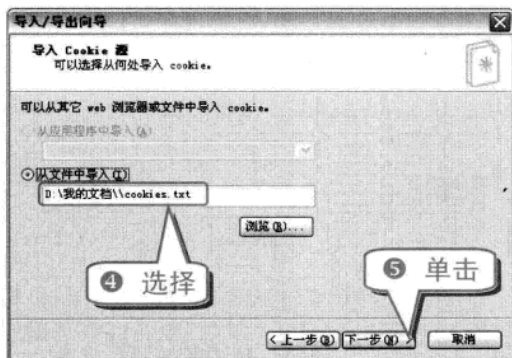 导入/导出向导
导入 Cookie 源
可以选择从何处导入 cookie。
可以从其它 web 浏览器或文件中导入 cookie。
从应用程序中导入(A)
从文件中导入(I)
D:\我的文档\\cookies.txt
浏览(R)...
④ 选择
⑤ 单击
<上一步(B) 下一步(N) > 取消